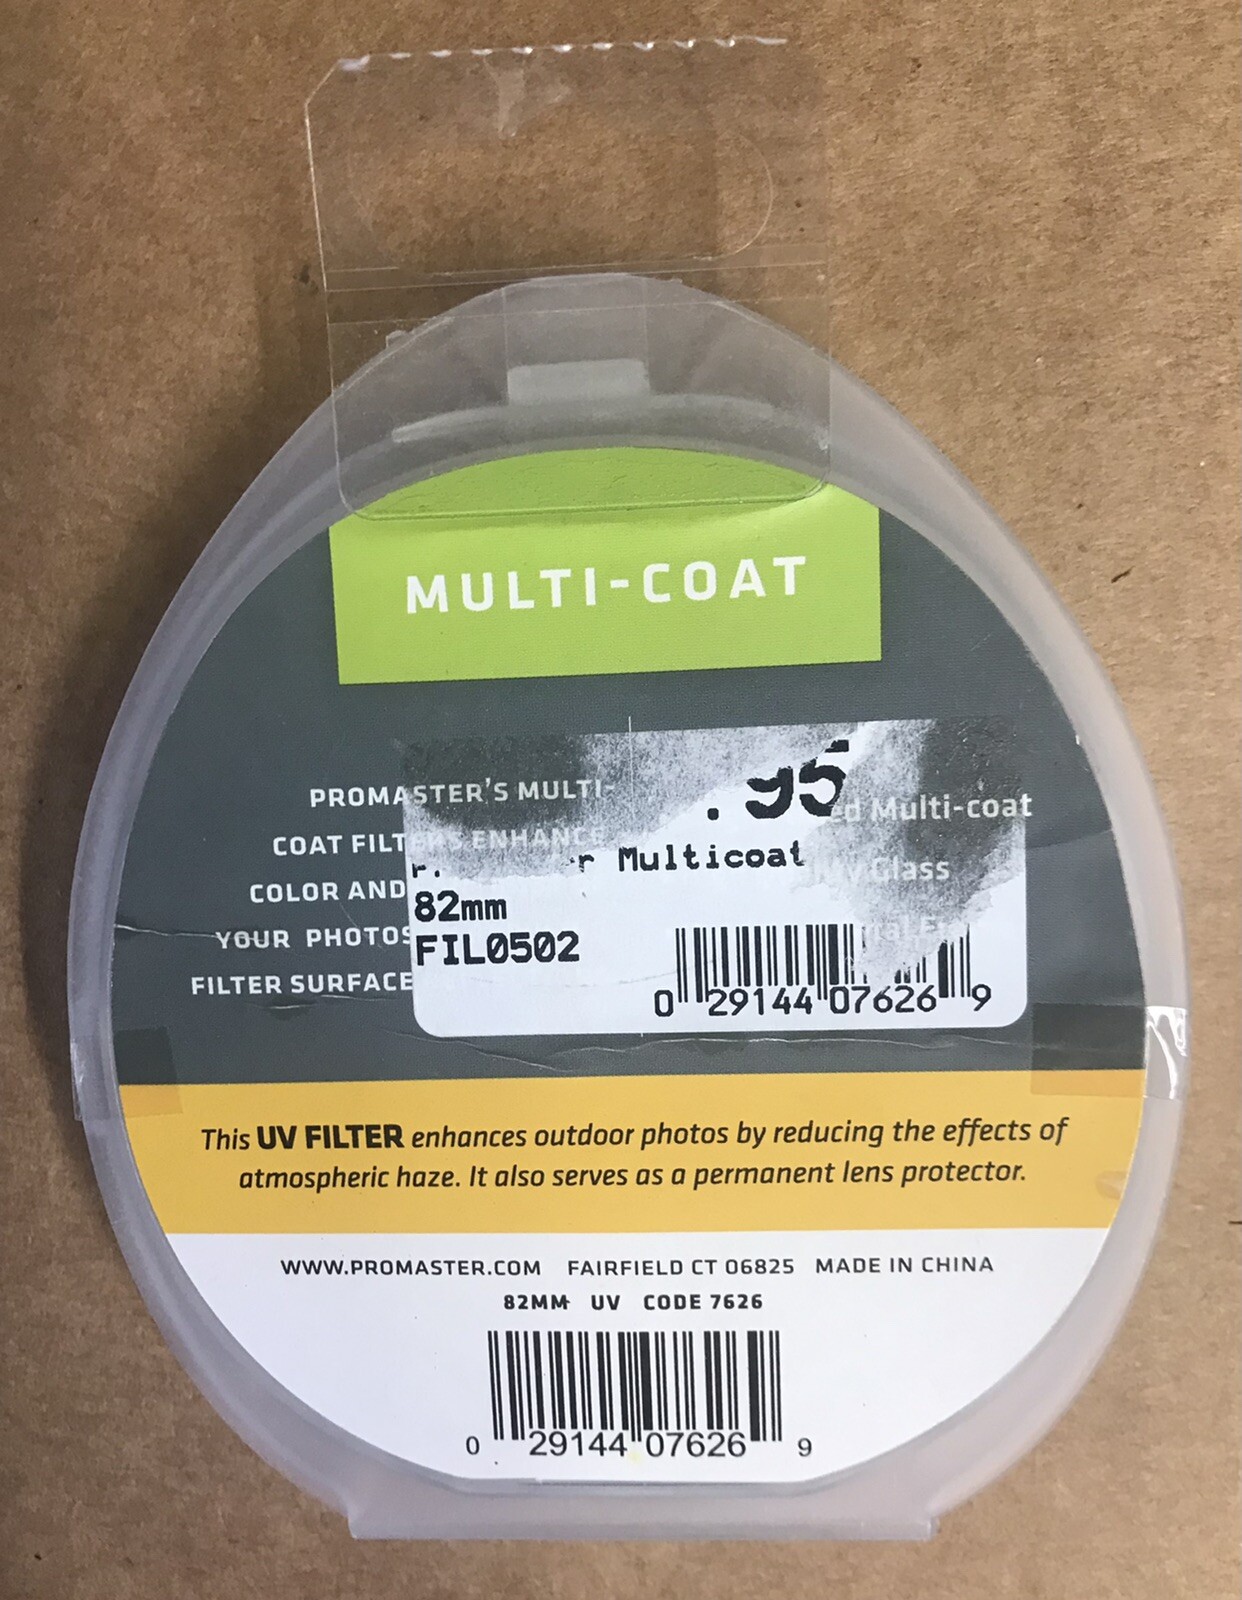 MULTI-COAT
PROMASTER'S MULTI-
COAT FILTERS ENHANCE
COLOR AND
YOUR PHOTOS
FILTER SURFACE
Multi-coat
Glass
.95
Multicoat
82mm
FIL0502
0 29144 07626 9
This UV FILTER enhances outdoor photos by reducing the effects of
atmospheric haze. It also serves as a permanent lens protector.
WWW.PROMASTER.COM FAIRFIELD CT 06825 MADE IN CHINA
82MM UV CODE 7626
0 29144 07626 9